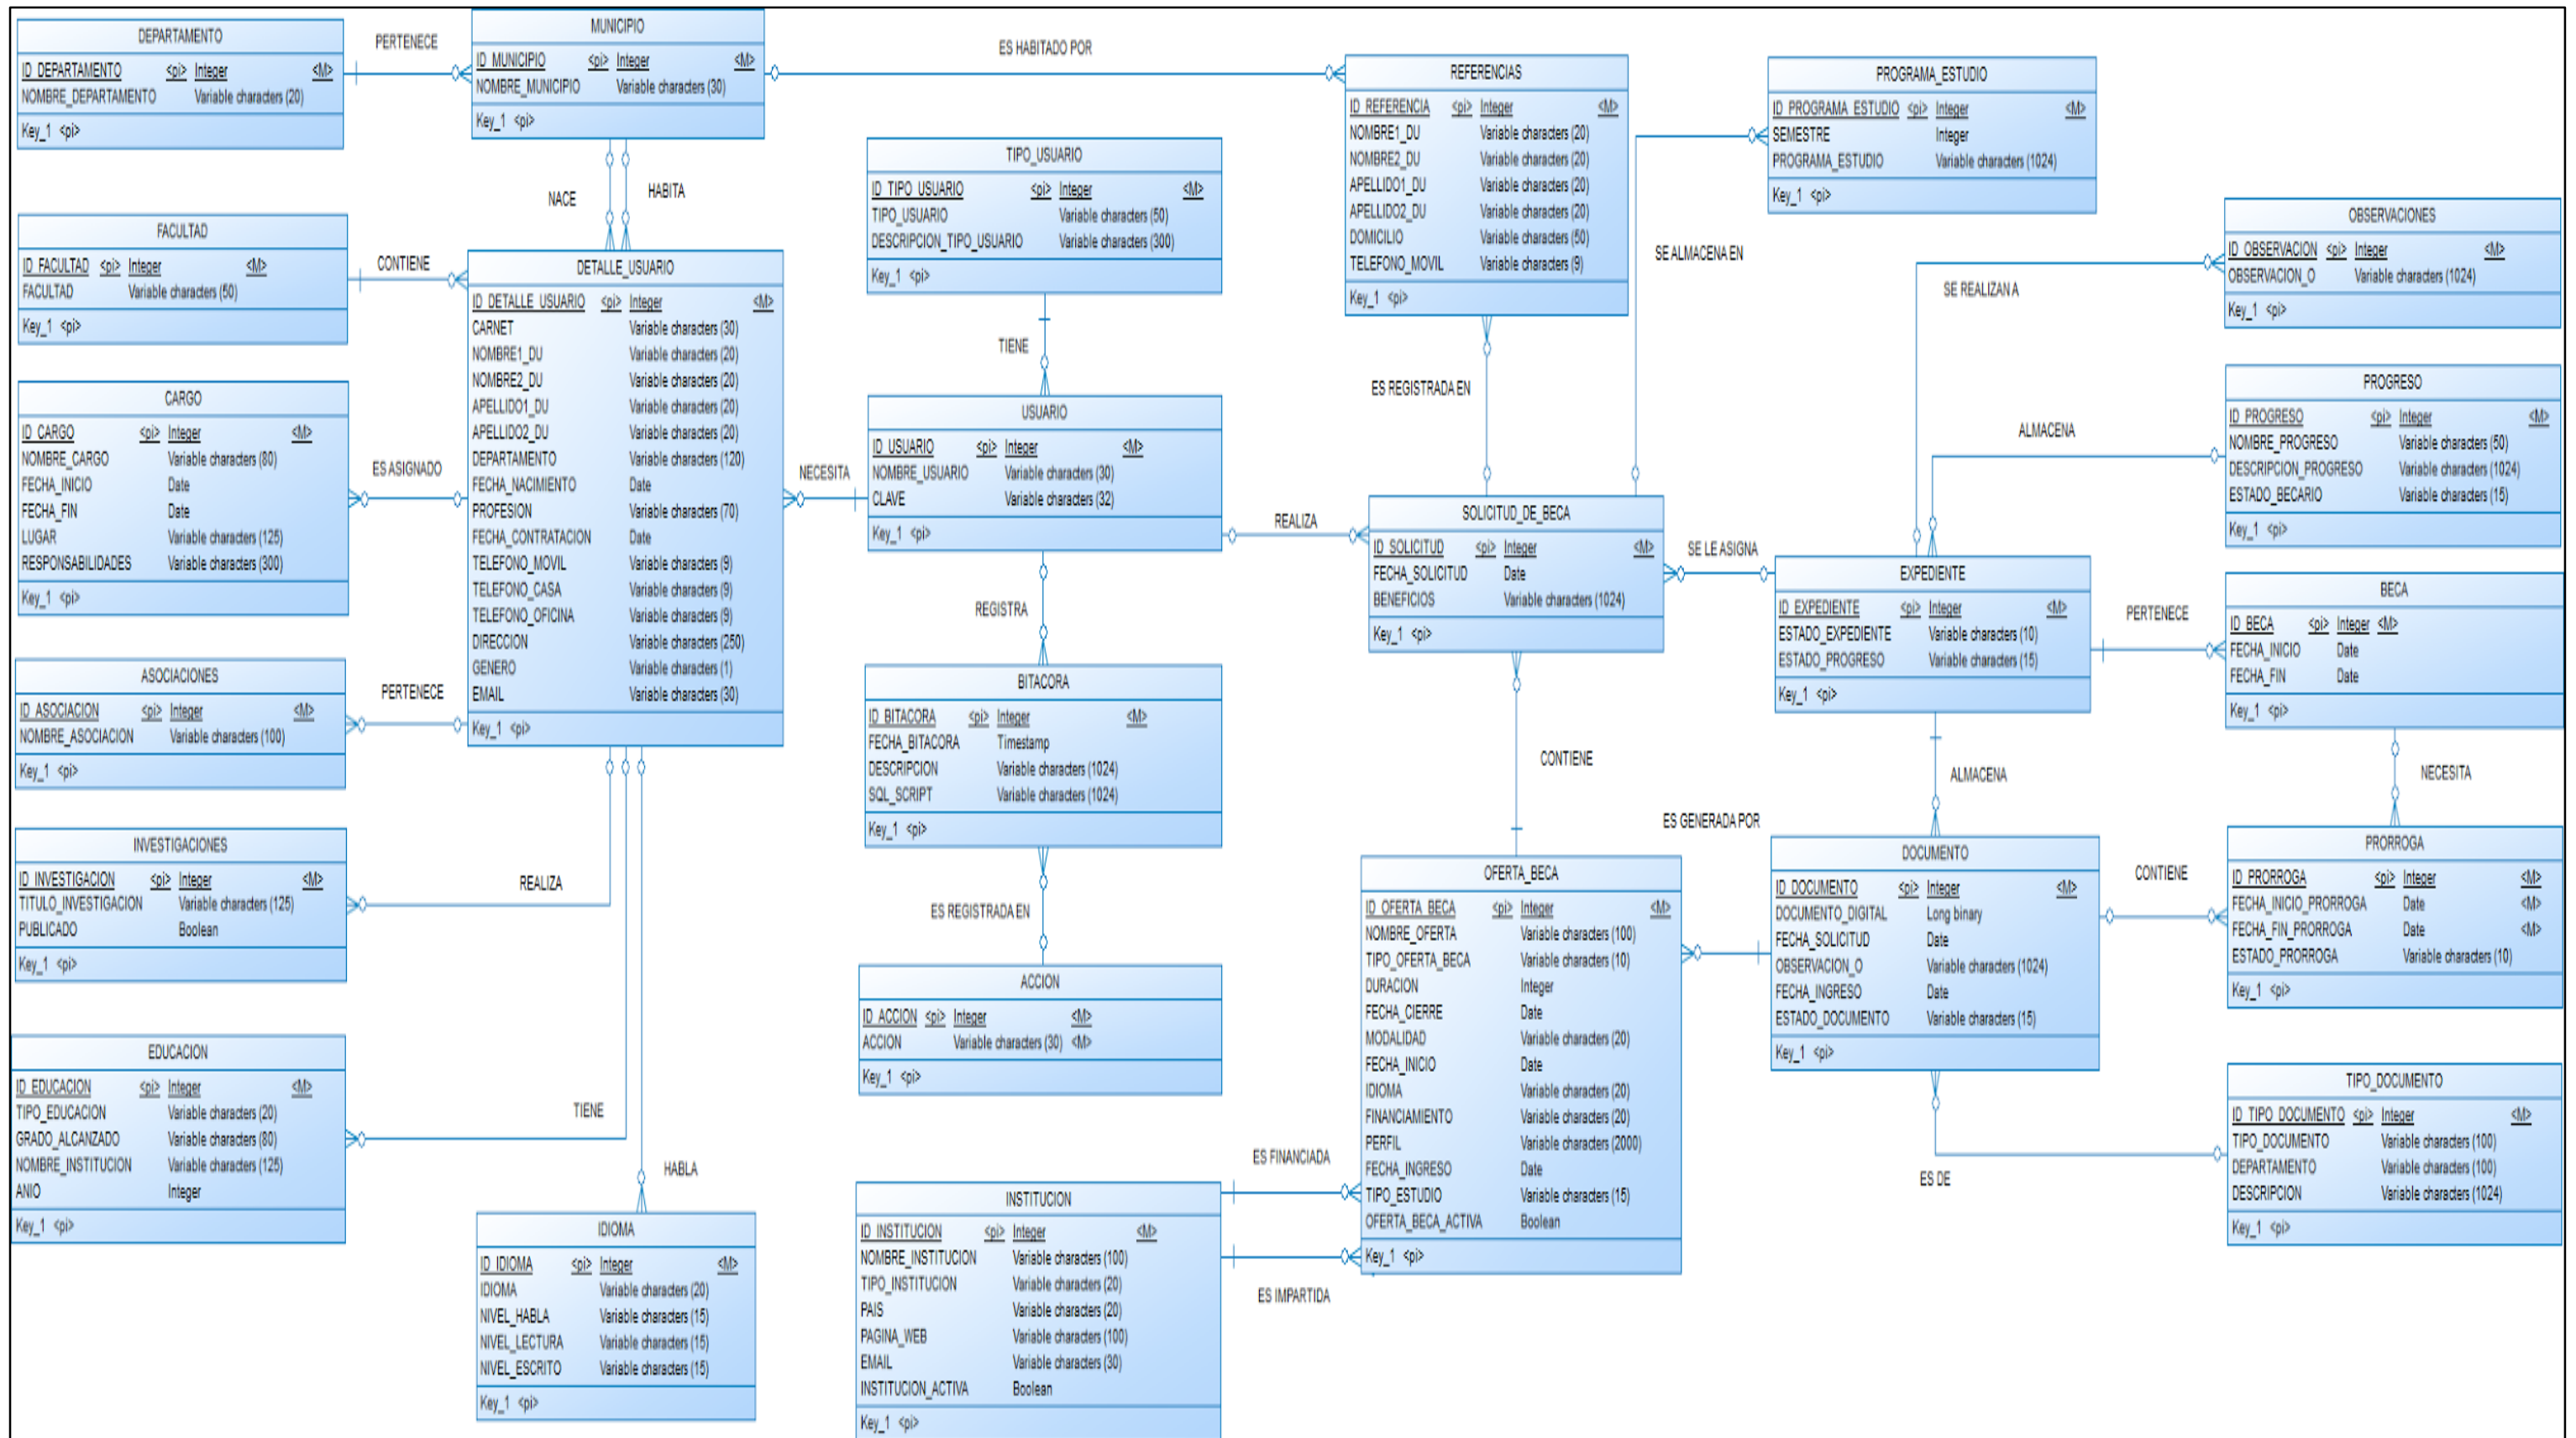 DEPARTAMENTO
ID_DEPARTAMENTO <pi> Integer <M>
NOMBRE_DEPARTAMENTO Variable characters (20)
Key_1 <pi>
PERTENECE
MUNICIPIO
ID_MUNICIPIO <pi> Integer <M>
NOMBRE_MUNICIPIO Variable characters (30)
Key_1 <pi>
ES HABITADO POR
REFERENCIAS
ID_REFERENCIA <pi> Integer <M>
NOMBRE1_DU Variable characters (20)
NOMBRE2_DU Variable characters (20)
APELLIDO1_DU Variable characters (20)
APELLIDO2_DU Variable characters (20)
DOMICILIO Variable characters (50)
TELEFONO_MOVIL Variable characters (9)
Key_1 <pi>
PROGRAMA_ESTUDIO
ID_PROGRAMA_ESTUDIO <pi> Integer <M>
SEMESTRE Integer
PROGRAMA_ESTUDIO Variable characters (1024)
Key_1 <pi>
TIPO_USUARIO
ID_TIPO_USUARIO <pi> Integer <M>
TIPO_USUARIO Variable characters (50)
DESCRIPCION_TIPO_USUARIO Variable characters (300)
Key_1 <pi>
NACE
HABITA
FACULTAD
ID_FACULTAD <pi> Integer <M>
FACULTAD Variable characters (50)
Key_1 <pi>
CONTIENE
DETALLE_USUARIO
ID_DETALLE_USUARIO <pi> Integer <M>
CARNET Variable characters (30)
NOMBRE1_DU Variable characters (20)
NOMBRE2_DU Variable characters (20)
APELLIDO1_DU Variable characters (20)
APELLIDO2_DU Variable characters (20)
DEPARTAMENTO Variable characters (120)
FECHA_NACIMIENTO Date
PROFESION Variable characters (70)
FECHA_CONTRATACION Date
TELEFONO_MOVIL Variable characters (9)
TELEFONO_CASA Variable characters (9)
TELEFONO_OFICINA Variable characters (9)
DIRECCION Variable characters (250)
GENERO Variable characters (1)
EMAIL Variable characters (30)
Key_1 <pi>
SE ALMACENA EN
OBSERVACIONES
ID_OBSERVACION <pi> Integer <M>
OBSERVACION_O Variable characters (1024)
Key_1 <pi>
SE REALIZAN A
TIENE
ES REGISTRADA EN
CARGO
ID_CARGO <pi> Integer <M>
NOMBRE_CARGO Variable characters (80)
FECHA_INICIO Date
FECHA_FIN Date
LUGAR Variable characters (125)
RESPONSABILIDADES Variable characters (300)
Key_1 <pi>
ES ASIGNADO
NECESITA
USUARIO
ID_USUARIO <pi> Integer <M>
NOMBRE_USUARIO Variable characters (30)
CLAVE Variable characters (32)
Key_1 <pi>
REALIZA
PROGRESO
ID_PROGRESO <pi> Integer <M>
NOMBRE_PROGRESO Variable characters (50)
DESCRIPCION_PROGRESO Variable characters (1024)
ESTADO_BECARIO Variable characters (15)
Key_1 <pi>
ALMACENA
SOLICITUD_DE_BECA
ID_SOLICITUD <pi> Integer <M>
FECHA_SOLICITUD Date
BENEFICIOS Variable characters (1024)
Key_1 <pi>
SE LE ASIGNA
EXPEDIENTE
ID_EXPEDIENTE <pi> Integer <M>
ESTADO_EXPEDIENTE Variable characters (10)
ESTADO_PROGRESO Variable characters (15)
Key_1 <pi>
PERTENECE
BECA
ID_BECA <pi> Integer <M>
FECHA_INICIO Date
FECHA_FIN Date
Key_1 <pi>
REGISTRA
ASOCIACIONES
ID_ASOCIACION <pi> Integer <M>
NOMBRE_ASOCIACION Variable characters (100)
Key_1 <pi>
PERTENECE
BITACORA
ID_BITACORA <pi> Integer <M>
FECHA_BITACORA Timestamp
DESCRIPCION Variable characters (1024)
SQL_SCRIPT Variable characters (1024)
Key_1 <pi>
CONTIENE
ALMACENA
NECESITA
INVESTIGACIONES
ID_INVESTIGACION <pi> Integer <M>
TITULO_INVESTIGACION Variable characters (125)
PUBLICADO Boolean
Key_1 <pi>
REALIZA
ES REGISTRADA EN
ES GENERADA POR
OFERTA_BECA
ID_OFERTA_BECA <pi> Integer <M>
NOMBRE_OFERTA Variable characters (100)
TIPO_OFERTA_BECA Variable characters (10)
DURACION Integer
FECHA_CIERRE Date
MODALIDAD Variable characters (20)
FECHA_INICIO Date
IDIOMA Variable characters (20)
FINANCIAMIENTO Variable characters (20)
PERFIL Variable characters (2000)
FECHA_INGRESO Date
TIPO_ESTUDIO Variable characters (15)
OFERTA_BECA_ACTIVA Boolean
Key_1 <pi>
DOCUMENTO
ID_DOCUMENTO <pi> Integer <M>
DOCUMENTO_DIGITAL Long binary
FECHA_SOLICITUD Date
OBSERVACION_O Variable characters (1024)
FECHA_INGRESO Date
ESTADO_DOCUMENTO Variable characters (15)
Key_1 <pi>
CONTIENE
PRORROGA
ID_PRORROGA <pi> Integer <M>
FECHA_INICIO_PRORROGA Date <M>
FECHA_FIN_PRORROGA Date <M>
ESTADO_PRORROGA Variable characters (10)
Key_1 <pi>
ACCION
ID_ACCION <pi> Integer <M>
ACCION Variable characters (30) <M>
Key_1 <pi>
EDUCACION
ID_EDUCACION <pi> Integer <M>
TIPO_EDUCACION Variable characters (20)
GRADO_ALCANZADO Variable characters (80)
NOMBRE_INSTITUCION Variable characters (125)
ANIO Integer
Key_1 <pi>
TIENE
HABLA
TIPO_DOCUMENTO
ID_TIPO_DOCUMENTO <pi> Integer <M>
TIPO_DOCUMENTO Variable characters (100)
DEPARTAMENTO Variable characters (100)
DESCRIPCION Variable characters (1024)
Key_1 <pi>
ES DE
ES FINANCIADA
ES IMPARTIDA
INSTITUCION
ID_INSTITUCION <pi> Integer <M>
NOMBRE_INSTITUCION Variable characters (100)
TIPO_INSTITUCION Variable characters (20)
PAIS Variable characters (20)
PAGINA_WEB Variable characters (100)
EMAIL Variable characters (30)
INSTITUCION_ACTIVA Boolean
Key_1 <pi>
IDIOMA
ID_IDIOMA <pi> Integer <M>
IDIOMA Variable characters (20)
NIVEL_HABLA Variable characters (15)
NIVEL_LECTURA Variable characters (15)
NIVEL_ESCRITO Variable characters (15)
Key_1 <pi>